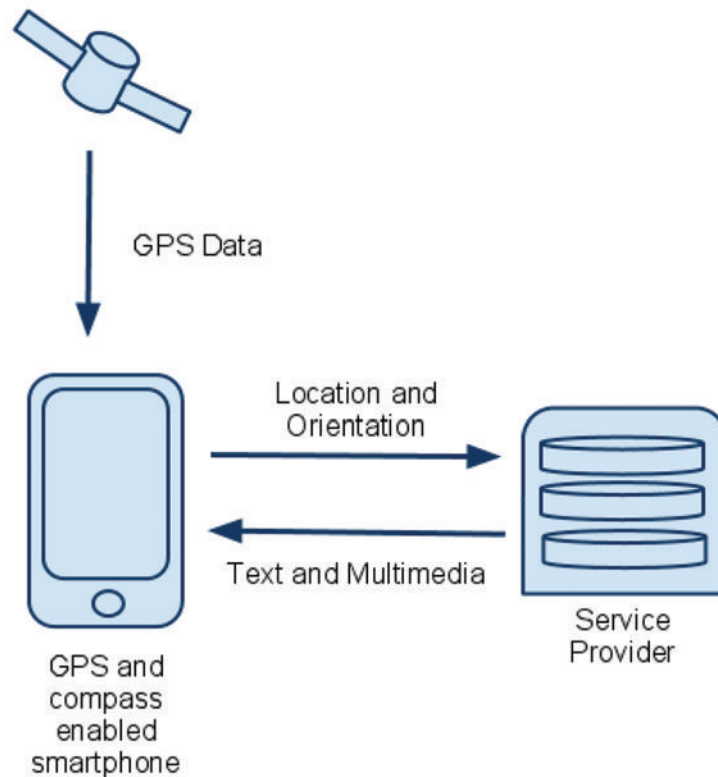 GPS Data
Location and
Orientation
Text and Multimedia
Service
Provider
GPS and
compass
enabled
smartphone